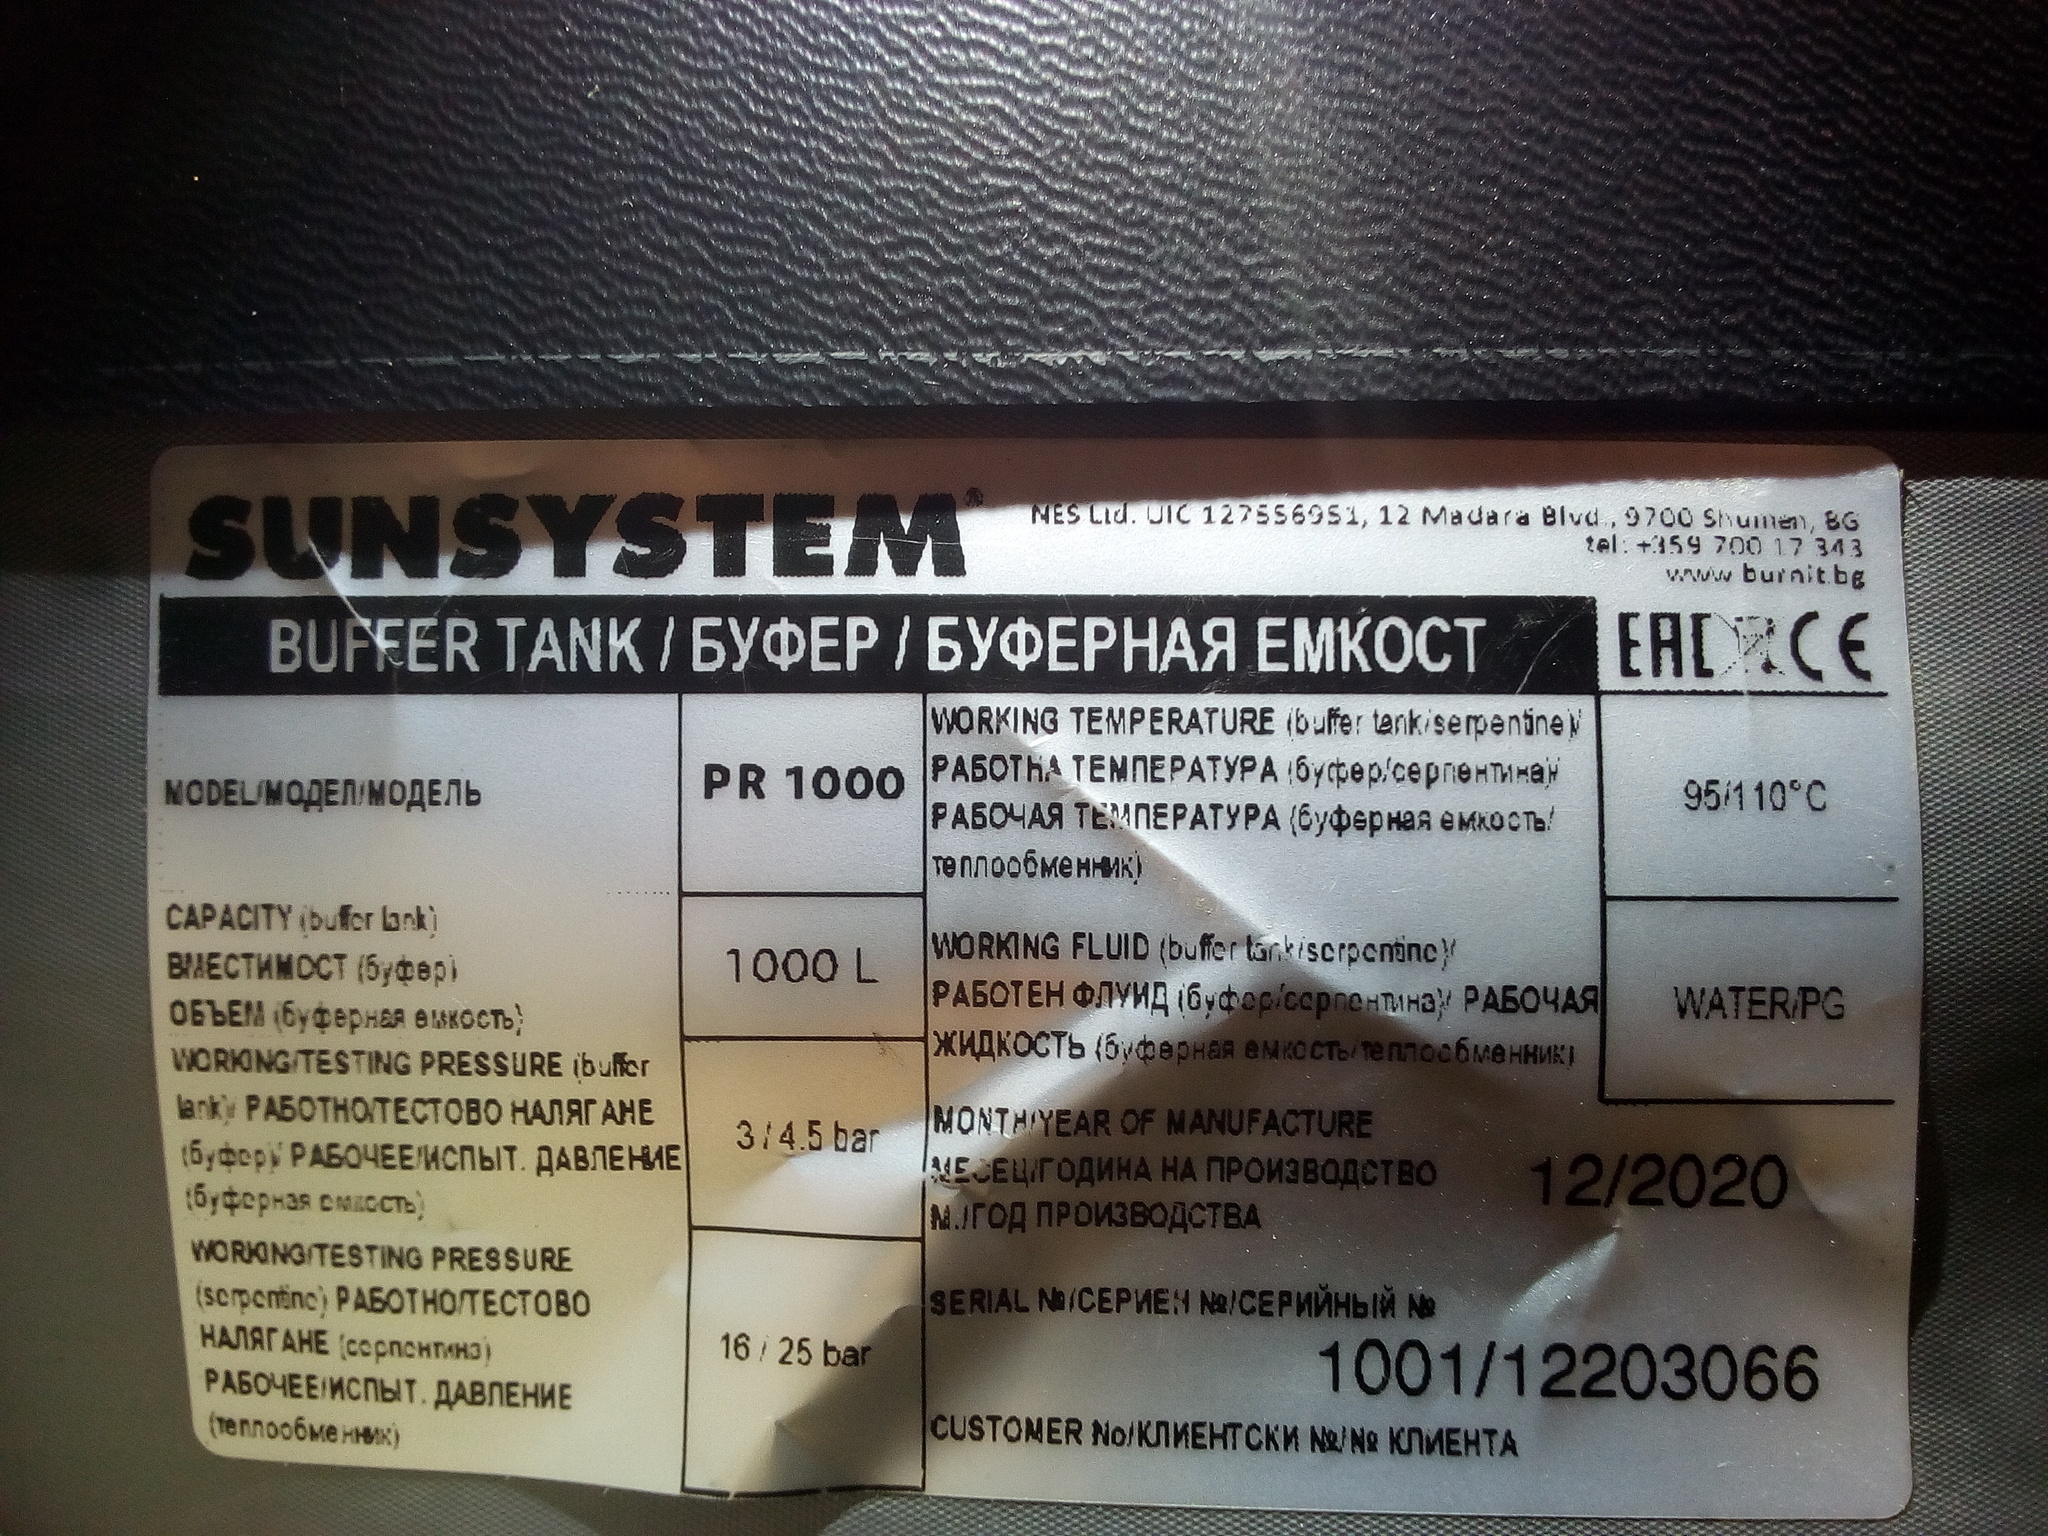 SUNSYSTEM®
NES Ltd. UIC 127556951, 12 Madara Blvd., 9700 Shumen, BG
tel: +359 700 17 343
www.burnit.bg
BUFFER TANK / БУФЕР / БУФЕРНАЯ ЕМКОСТ
EAC CE
MODEL/МОДЕЛ/МОДЕЛЬ
PR 1000
CAPACITY (buffer tank)
ВМЕСТИМОСТ (буфер)
ОБЪЕМ (буферная емкость)
1000 L
WORKING/TESTING PRESSURE (buffer
tank)/ РАБОТНО/ТЕСТОВО НАЛЯГАНЕ
(буфер)/ РАБОЧЕЕ/ИСПЫТ. ДАВЛЕНИЕ
(буферная емкость)
3 / 4.5 bar
WORKING/TESTING PRESSURE
(serpentine) РАБОТНО/ТЕСТОВО
НАЛЯГАНЕ (серпентина)
РАБОЧЕЕ/ИСПЫТ. ДАВЛЕНИЕ
(теплообменник)
16 / 25 bar
WORKING TEMPERATURE (buffer tank/serpentine)/
РАБОТНА ТЕМПЕРАТУРА (буфер/серпентина)/
РАБОЧАЯ ТЕМПЕРАТУРА (буферная емкость/
теплообменник)
95/110°C
WORKING FLUID (buffer tank/serpentine)/
РАБОТЕН ФЛУИД (буфер/серпентина)/ РАБОЧАЯ
ЖИДКОСТЬ (буферная емкость/теплообменник)
WATER/PG
MONTH/YEAR OF MANUFACTURE
МЕСЕЦ/ГОДИНА НА ПРОИЗВОДСТВО
М./ГОД ПРОИЗВОДСТВА
12/2020
SERIAL №/СЕРИЕН №/СЕРИЙНЫЙ №
1001/12203066
CUSTOMER No/КЛИЕНТСКИ №/№ КЛИЕНТА